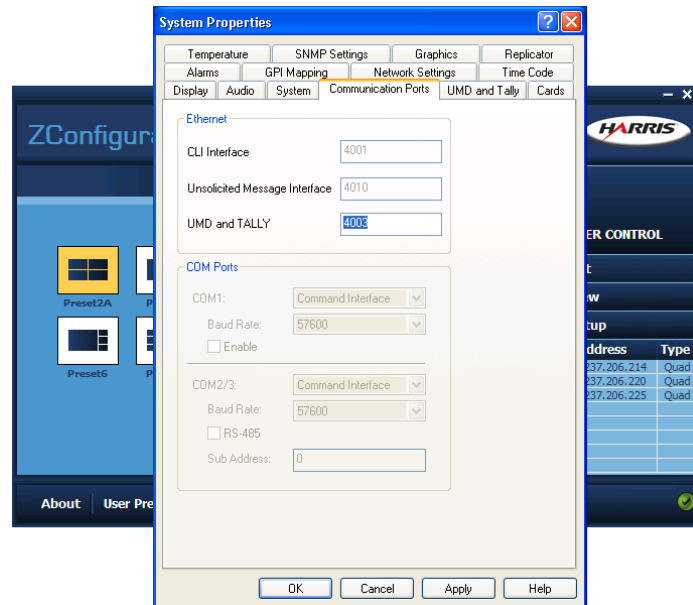 System Properties
Temperature SNMP Settings Graphics Replicator
Alarms GPI Mapping Network Settings Time Code
Display Audio System Communication Ports UMD and Tally Cards
ZConfigur
HARRIS
Ethernet
CLI Interface 4001
Unsolicited Message Interface 4010
UMD and TALLY 4003
ER CONTROL
COM Ports
COM1: Command Interface
Baud Rate: 57600
Enable
COM2/3: Command Interface
Baud Rate: 57600
RS-485
Sub Address: 0
Preset2A P
Preset6 P
t
ew
tup
ddress Type
237.206.214 Quad
237.206.220 Quad
237.206.225 Quad
About User Pre
OK Cancel Apply Help